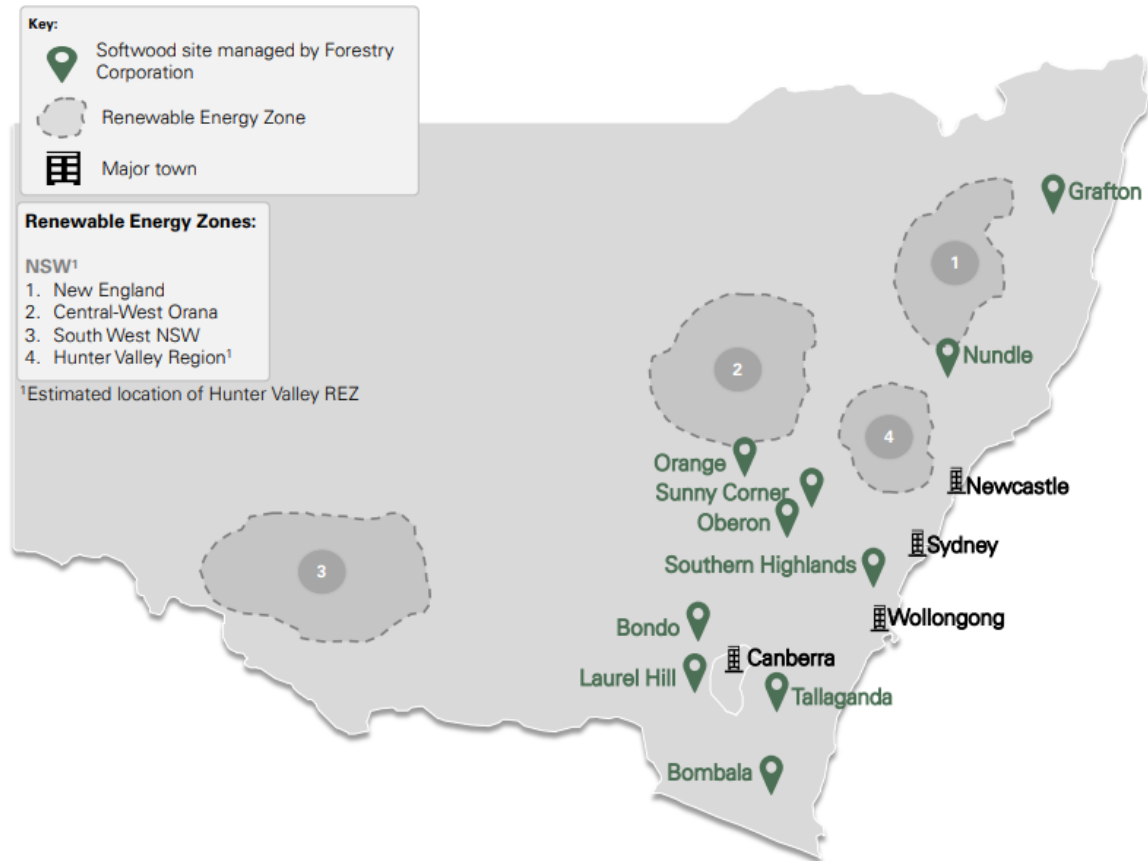 Key:
Softwood site managed by Forestry
Corporation
Renewable Energy Zone
Major town
Renewable Energy Zones:
NSW¹
1. New England
2. Central-West Orana
3. South West NSW
4. Hunter Valley Region¹
¹Estimated location of Hunter Valley REZ
Grafton
1
Nundle
2
4
Orange
Sunny Corner
Newcastle
Oberon
Sydney
Southern Highlands
3
Wollongong
Bondo
Canberra
Laurel Hill
Tallaganda
Bombala